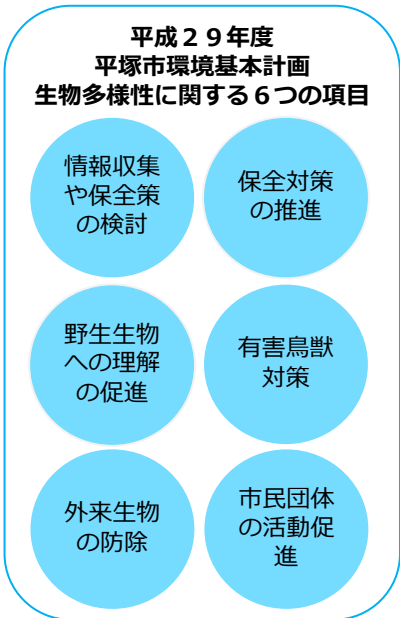 平成２９年度
平塚市環境基本計画
生物多様性に関する６つの項目
情報収集
や保全策
の検討
保全対策
の推進
野生生物
への理解
の促進
有害鳥獣
対策
外来生物
の防除
市民団体
の活動促
進